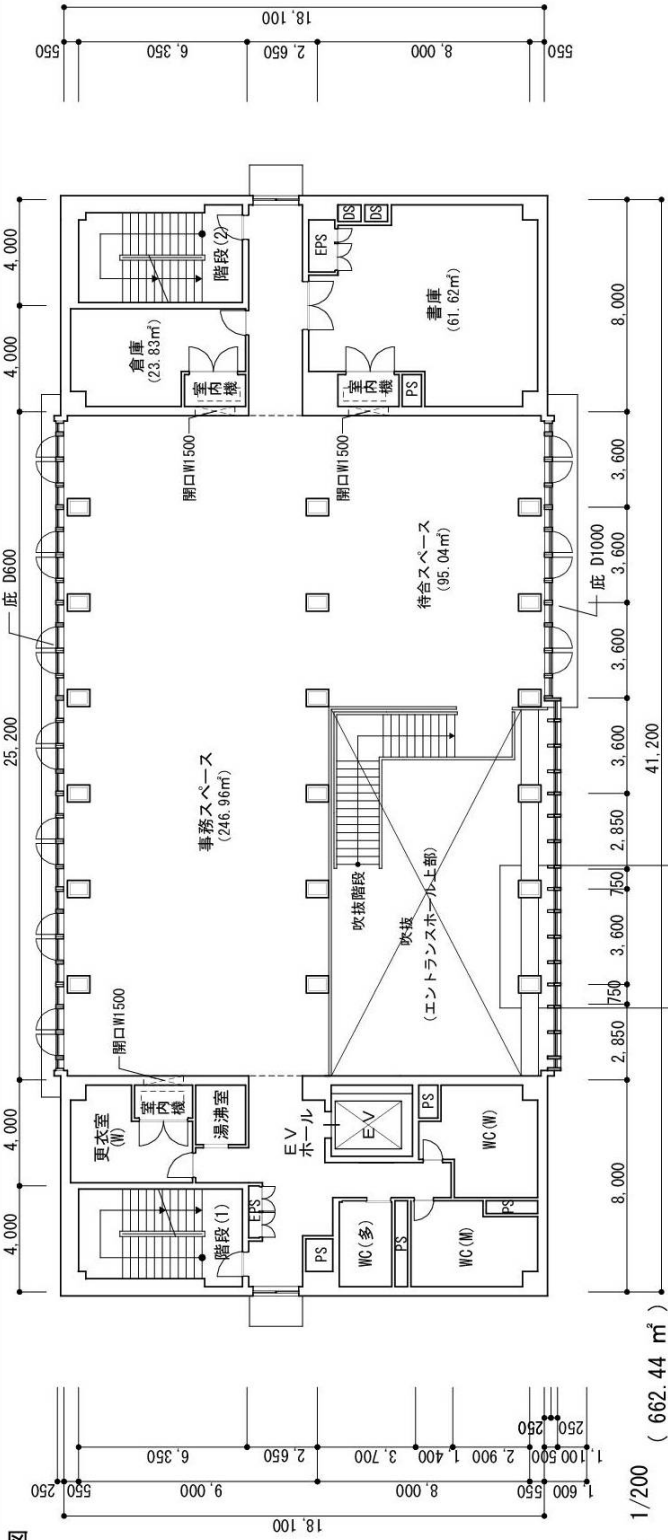 18,100
550
6,350
2,650
8,000
550
4,000
4,000
25,200
4,000
4,000
庇 D600
階段(2)
倉庫
(23.83㎡)
室内機
開口W1500
EPS
DS
DS
書庫
(61.62㎡)
室内機
PS
開口W1500
待合スペース
(95.04㎡)
事務スペース
(246.96㎡)
吹抜階段
吹抜
(エントランスホール上部)
開口W1500
更衣室
(W)
室内機
湯沸室
EV
ホール
EV
PS
WC(W)
階段(1)
EPS
PS
WC(多)
PS
WC(M)
PS
庇 D1000
8,000
3,600
3,600
3,600
3,600
2,850
750
3,600
750
2,850
8,000
41,200
250
550
6,350
2,650
3,700
1,400
2,900
550
500
1,100
250
250
9,000
8,000
1,600
18,100
図
1/200
( 662.44 ㎡ )